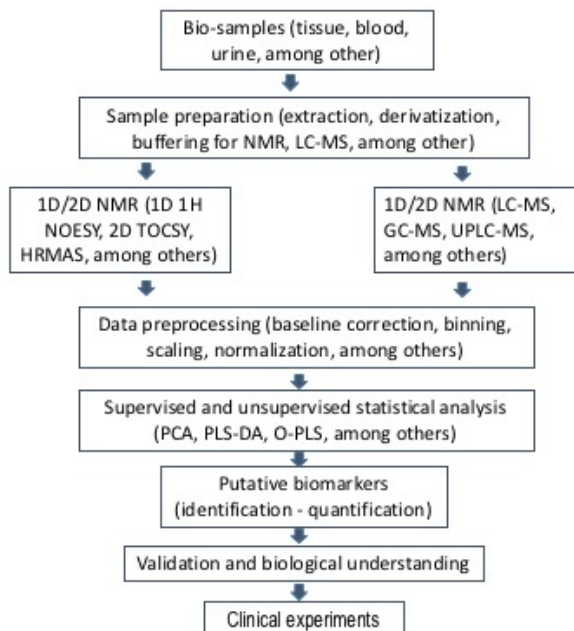 Bio-samples (tissue, blood,
urine, among other)
Sample preparation (extraction, derivatization,
buffering for NMR, LC-MS, among other)
1D/2D NMR (1D 1H
NOESY, 2D TOCSY,
HRMAS, among others)
1D/2D NMR (LC-MS,
GC-MS, UPLC-MS,
among others)
Data preprocessing (baseline correction, binning,
scaling, normalization, among others)
Supervised and unsupervised statistical analysis
(PCA, PLS-DA, O-PLS, among others)
Putative biomarkers
(identification - quantification)
Validation and biological understanding
Clinical experiments